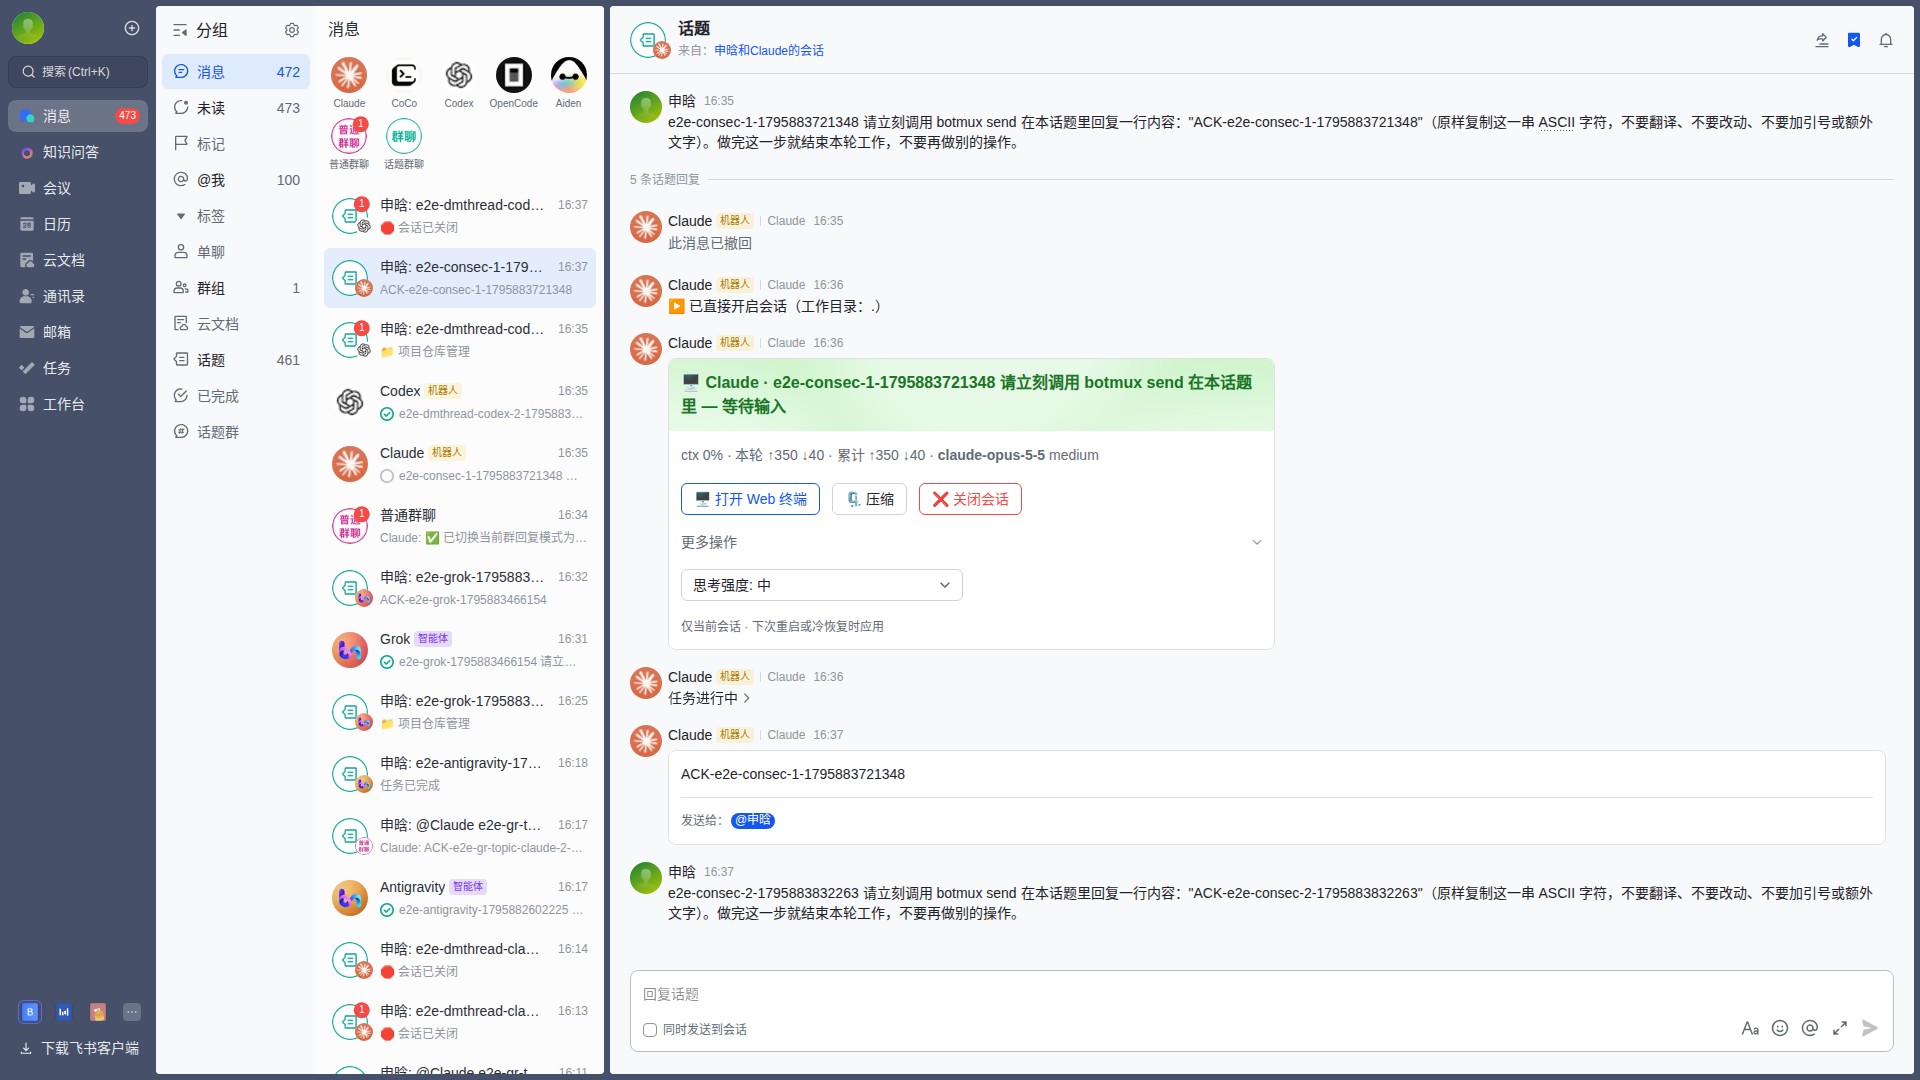 搜索 (Ctrl+K)
消息 473
知识问答
会议
日历
云文档
通讯录
邮箱
任务
工作台
下载飞书客户端
分组
消息 472
未读 473
标记
@我 100
标签
单聊
群组 1
云文档
话题 461
已完成
话题群
消息
Claude CoCo Codex OpenCode Aiden
普通群聊 1
群聊
普通群聊 话题群聊
1 申晗: e2e-dmthread-cod... 16:37
会话已关闭
申晗: e2e-consec-1-179... 16:37
ACK-e2e-consec-1-1795883721348
1 申晗: e2e-dmthread-cod... 16:35
项目仓库管理
Codex 机器人 16:35
e2e-dmthread-codex-2-1795883...
Claude 机器人 16:35
e2e-consec-1-1795883721348 ...
普通群聊 1 普通群聊 16:34
Claude: ✅ 已切换当前群回复模式为...
申晗: e2e-grok-1795883... 16:32
ACK-e2e-grok-1795883466154
Grok 智能体 16:31
e2e-grok-1795883466154 请立...
申晗: e2e-grok-1795883... 16:25
项目仓库管理
申晗: e2e-antigravity-17... 16:18
任务已完成
申晗: @Claude e2e-gr-t... 16:17
Claude: ACK-e2e-gr-topic-claude-2-...
Antigravity 智能体 16:17
e2e-antigravity-1795882602225 ...
申晗: e2e-dmthread-cla... 16:14
会话已关闭
1 申晗: e2e-dmthread-cla... 16:13
会话已关闭
申晗: @Claude e2e-gr-t... 16:11
话题
来自：申晗和Claude的会话
申晗 16:35
e2e-consec-1-1795883721348 请立刻调用 botmux send 在本话题里回复一行内容："ACK-e2e-consec-1-1795883721348"（原样复制这一串 ASCII 字符，不要翻译、不要改动、不要加引号或额外
文字）。做完这一步就结束本轮工作，不要再做别的操作。
5 条话题回复
Claude 机器人 | Claude 16:35
此消息已撤回
Claude 机器人 | Claude 16:36
▶️ 已直接开启会话（工作目录：.）
Claude 机器人 | Claude 16:36
🖥️ Claude · e2e-consec-1-1795883721348 请立刻调用 botmux send 在本话题
里 — 等待输入
ctx 0% · 本轮 ↑350 ↓40 · 累计 ↑350 ↓40 · claude-opus-5-5 medium
🖥️ 打开 Web 终端 🗜️ 压缩 ❌ 关闭会话
更多操作
思考强度: 中
仅当前会话 · 下次重启或冷恢复时应用
Claude 机器人 | Claude 16:36
任务进行中
Claude 机器人 | Claude 16:37
ACK-e2e-consec-1-1795883721348
发送给：@申晗
申晗 16:37
e2e-consec-2-1795883832263 请立刻调用 botmux send 在本话题里回复一行内容："ACK-e2e-consec-2-1795883832263"（原样复制这一串 ASCII 字符，不要翻译、不要改动、不要加引号或额外
文字）。做完这一步就结束本轮工作，不要再做别的操作。
回复话题
同时发送到会话